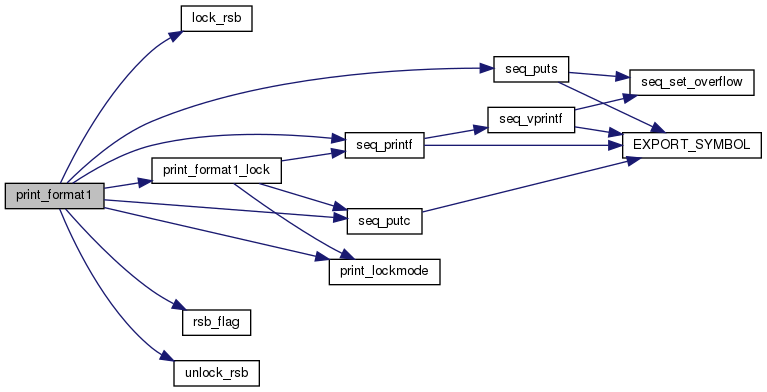 lock_rsb
seq_puts
seq_set_overflow
seq_vprintf
seq_printf
EXPORT_SYMBOL
print_format1_lock
print_format1
seq_putc
print_lockmode
rsb_flag
unlock_rsb